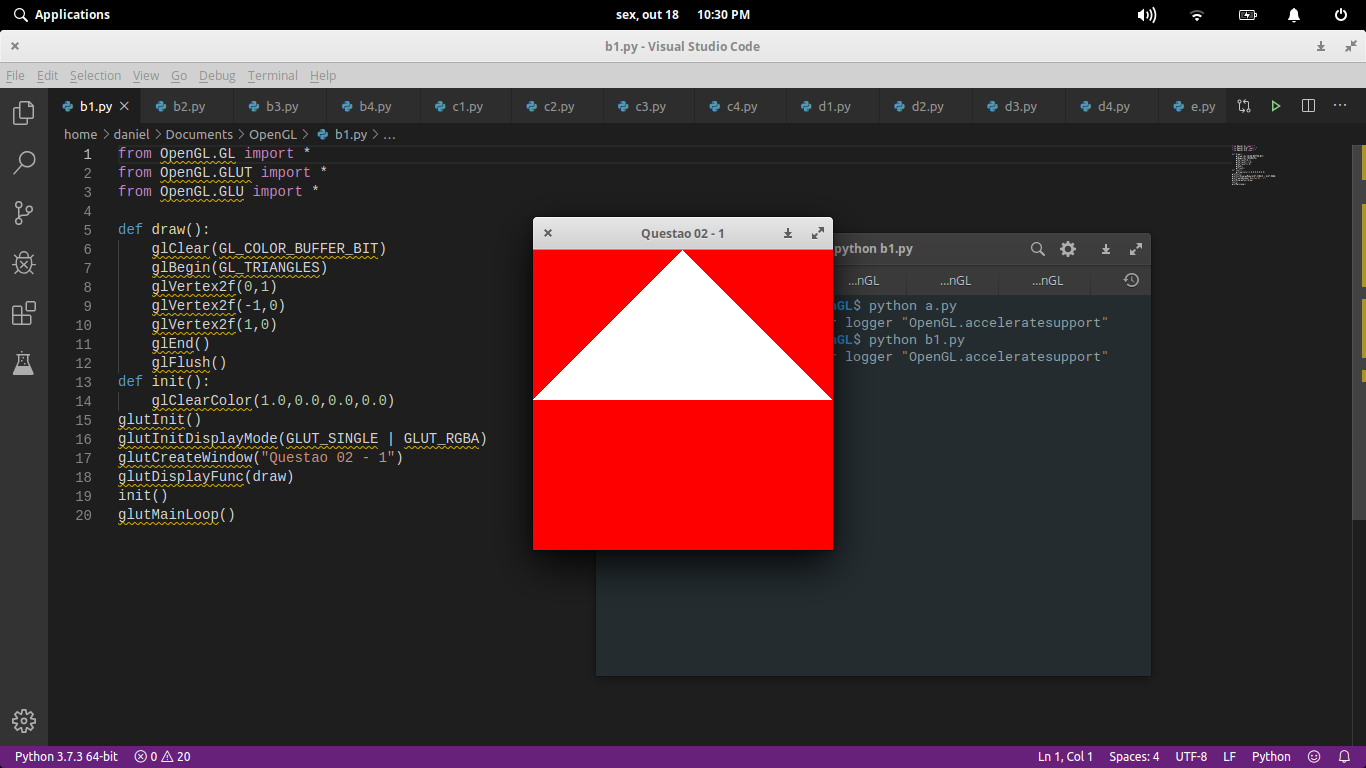 Applications
sex, out 18 10:30 PM
b1.py - Visual Studio Code
File Edit Selection View Go Debug Terminal Help
b1.py b2.py b3.py b4.py c1.py c2.py c3.py c4.py d1.py d2.py d3.py d4.py e.py
home > daniel > Documents > OpenGL > b1.py > ...
1 from OpenGL.GL import *
2 from OpenGL.GLUT import *
3 from OpenGL.GLU import *
4
5 def draw():
6     glClear(GL_COLOR_BUFFER_BIT)
7     glBegin(GL_TRIANGLES)
8     glVertex2f(0,1)
9     glVertex2f(-1,0)
10     glVertex2f(1,0)
11     glEnd()
12     glFlush()
13 def init():
14     glClearColor(1.0,0.0,0.0,0.0)
15 glutInit()
16 glutInitDisplayMode(GLUT_SINGLE | GLUT_RGBA)
17 glutCreateWindow("Questao 02 - 1")
18 glutDisplayFunc(draw)
19 init()
20 glutMainLoop()
Questao 02 - 1
python b1.py
...nGL ...nGL ...nGL
GL$ python a.py
logger "OpenGL.acceleratesupport"
GL$ python b1.py
logger "OpenGL.acceleratesupport"
Python 3.7.3 64-bit 0 20 Ln 1, Col 1 Spaces: 4 UTF-8 LF Python